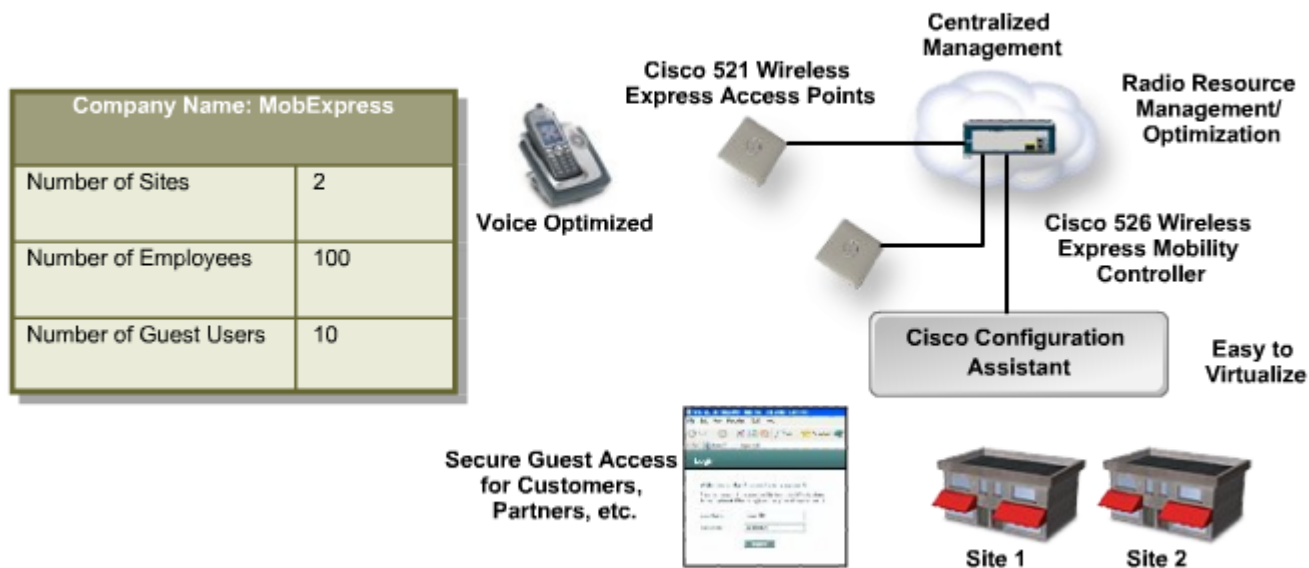 Company Name: MobExpress
Number of Sites 2
Number of Employees 100
Number of Guest Users 10
Voice Optimized
Cisco 521 Wireless
Express Access Points
Centralized
Management
Radio Resource
Management/
Optimization
Cisco 526 Wireless
Express Mobility
Controller
Cisco Configuration
Assistant
Easy to
Virtualize
Secure Guest Access
for Customers,
Partners, etc.
Login
Site 1
Site 2